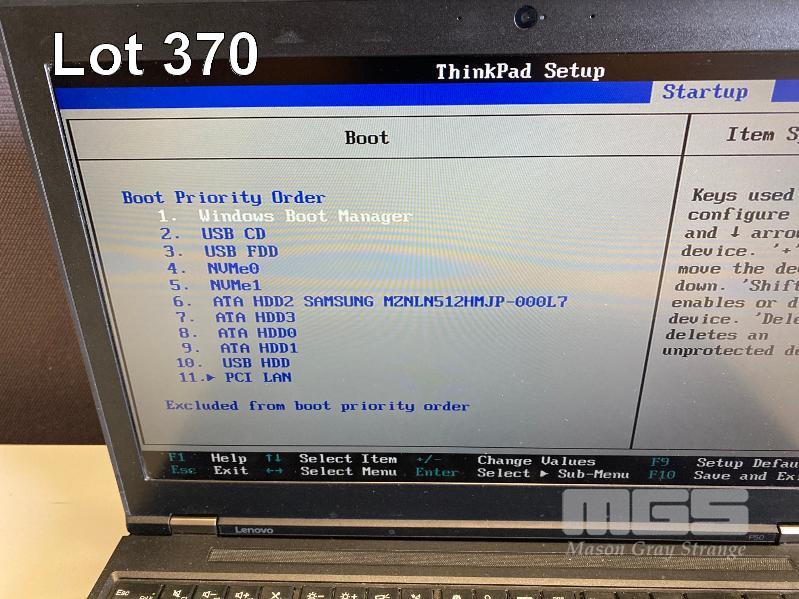 Lot 370
ThinkPad Setup
Startup
Boot
Item
Boot Priority Order
1. Windows Boot Manager
2. USB CD
3. USB FDD
4. NVMe0
5. NVMe1
6. ATA HDD2 SAMSUNG MZNLN512HMJP-000L7
7. ATA HDD3
8. ATA HDD0
9. ATA HDD1
10. USB HDD
11.▶ PCI LAN
Excluded from boot priority order
Keys used
configure
and ↓
device. '+'
move the
down. 'Shift
enables or
device.
deletes an
unprotected
F1 Help ↑↓ Select Item +/- Change Values F9 Setup
Esc Exit ←→ Select Menu Enter Select ▶ Sub-Menu F10 Save and
Lenovo
P50
MGS
Mason Gray Strange
Esc